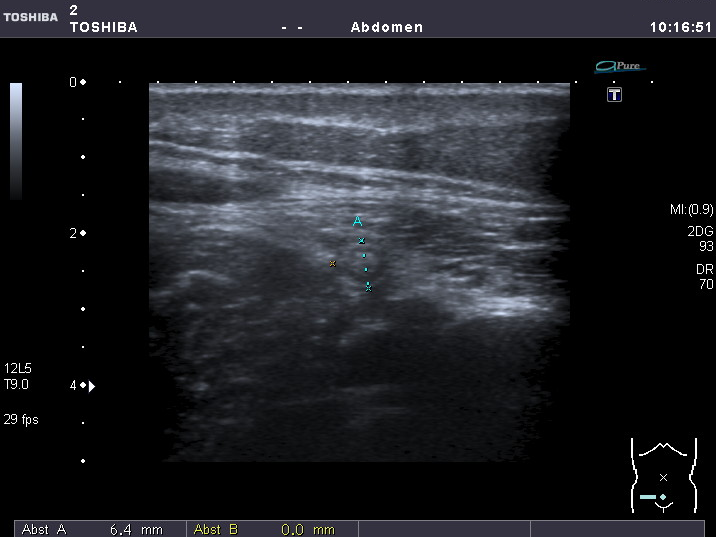 TOSHIBA
2
TOSHIBA - - Abdomen 10:16:51
APure
T
0
A
MI:(0.9)
2
2DG
93
DR
70
12L5
T9.0
4
29 fps
Abst A 6.4 mm Abst B 0.0 mm